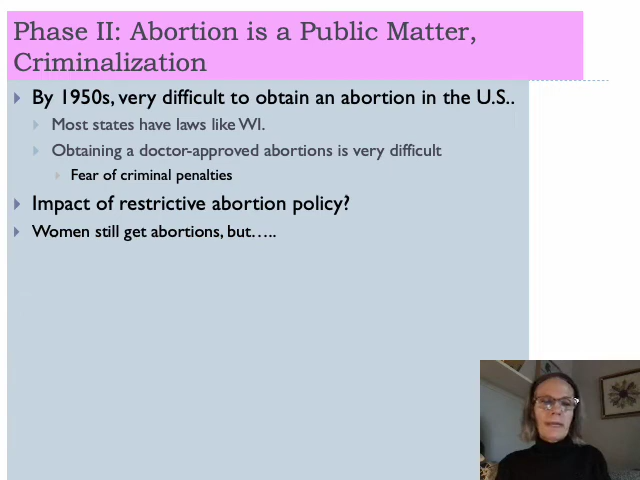 Phase II: Abortion is a Public Matter,
Criminalization
By 1950s, very difficult to obtain an abortion in the U.S..
Most states have laws like WI.
Obtaining a doctor-approved abortions is very difficult
Fear of criminal penalties
Impact of restrictive abortion policy?
Women still get abortions, but…..